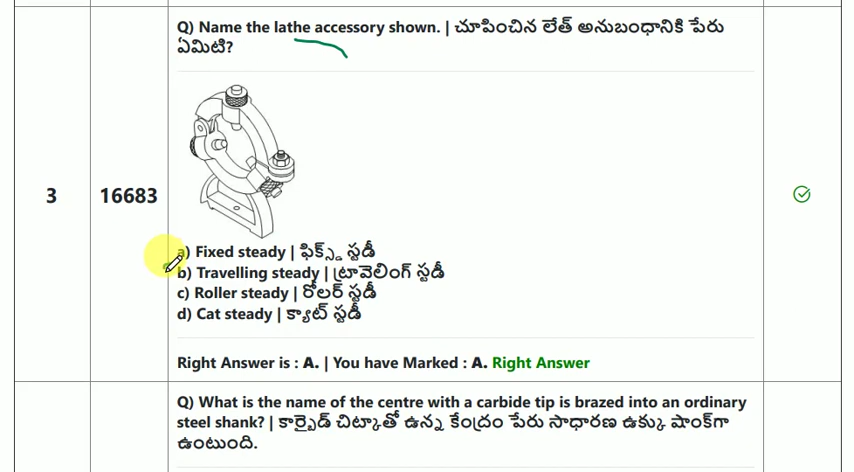 Q) Name the lathe accessory shown. | చూపించిన లేత్ అనుబంధానికి పేరు
ఏమిటి?
3
16683
a) Fixed steady | ఫిక్స్డ్ స్టడీ
b) Travelling steady | ట్రావెలింగ్ స్టడీ
c) Roller steady | రోలర్ స్టడీ
d) Cat steady | క్యాట్ స్టడీ
Right Answer is : A. | You have Marked : A. Right Answer
Q) What is the name of the centre with a carbide tip is brazed into an ordinary
steel shank? | కార్బైడ్ చిట్కాతో ఉన్న కేంద్రం పేరు సాధారణ ఉక్కు షాంక్‌గా
ఉంటుంది.